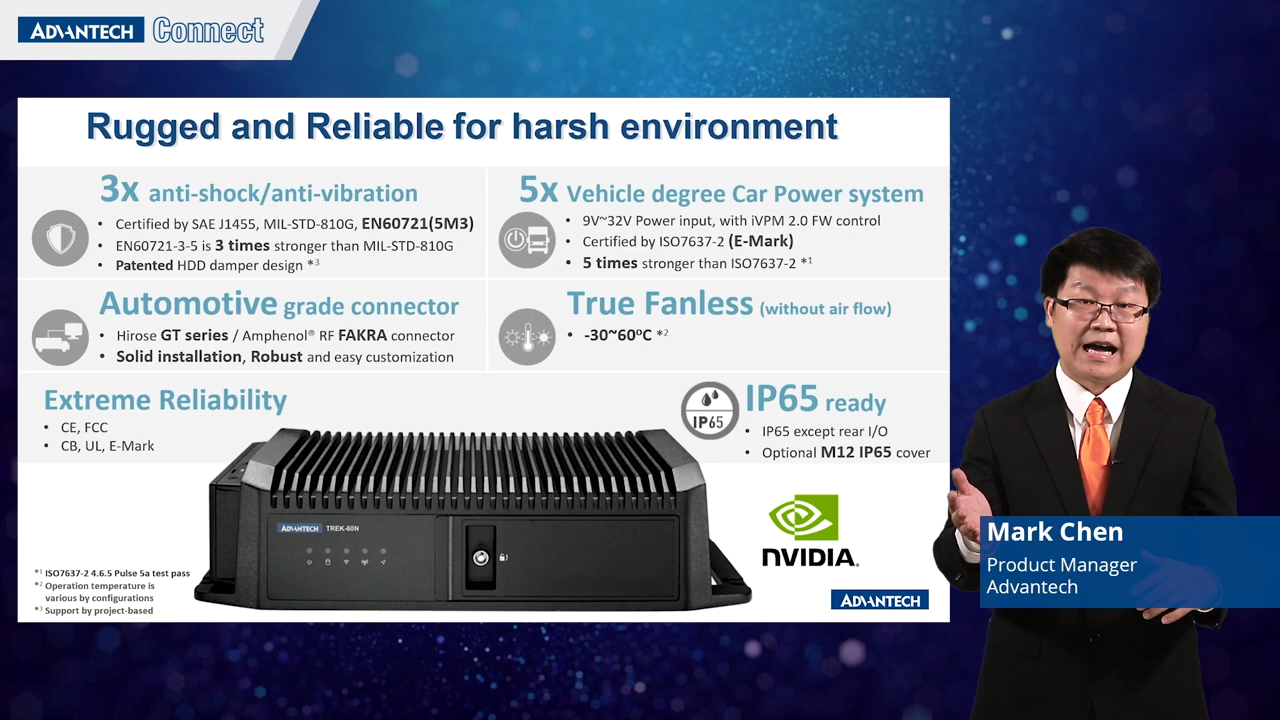 ADVANTECH Connect
Rugged and Reliable for harsh environment
3x anti-shock/anti-vibration
• Certified by SAE J1455, MIL-STD-810G, EN60721(5M3)
• EN60721-3-5 is 3 times stronger than MIL-STD-810G
• Patented HDD damper design *3
5x Vehicle degree Car Power system
• 9V~32V Power input, with iVPM 2.0 FW control
• Certified by ISO7637-2 (E-Mark)
• 5 times stronger than ISO7637-2 *1
Automotive grade connector
• Hirose GT series / Amphenol® RF FAKRA connector
• Solid installation, Robust and easy customization
True Fanless (without air flow)
• -30~60ºC *2
Extreme Reliability
• CE, FCC
• CB, UL, E-Mark
IP65
IP65 ready
• IP65 except rear I/O
• Optional M12 IP65 cover
ADVANTECH TREK-60N
NVIDIA.
*1 ISO7637-2 4.6.5 Pulse 5a test pass
*2 Operation temperature is
various by configurations
*3 Support by project-based
ADVANTECH
Mark Chen
Product Manager
Advantech